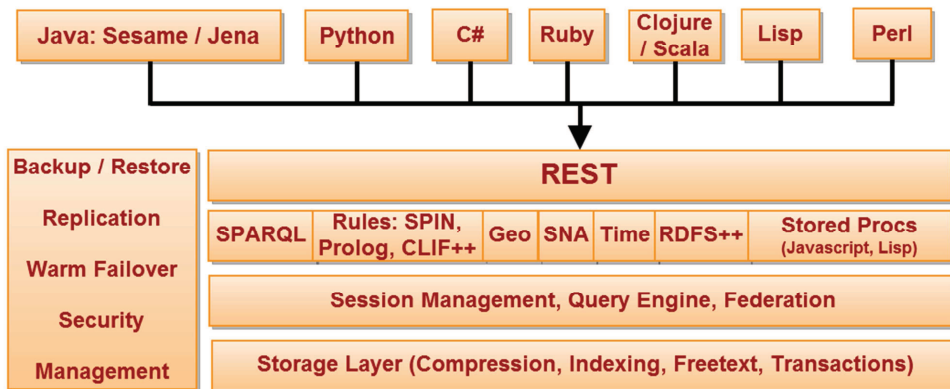 Java: Sesame / Jena
Python
C#
Ruby
Clojure
/ Scala
Lisp
Perl
Backup / Restore
Replication
Warm Failover
Security
Management
REST
SPARQL
Rules: SPIN,
Prolog, CLIF++
Geo
SNA
Time
RDFS++
Stored Procs
(Javascript, Lisp)
Session Management, Query Engine, Federation
Storage Layer (Compression, Indexing, Freetext, Transactions)